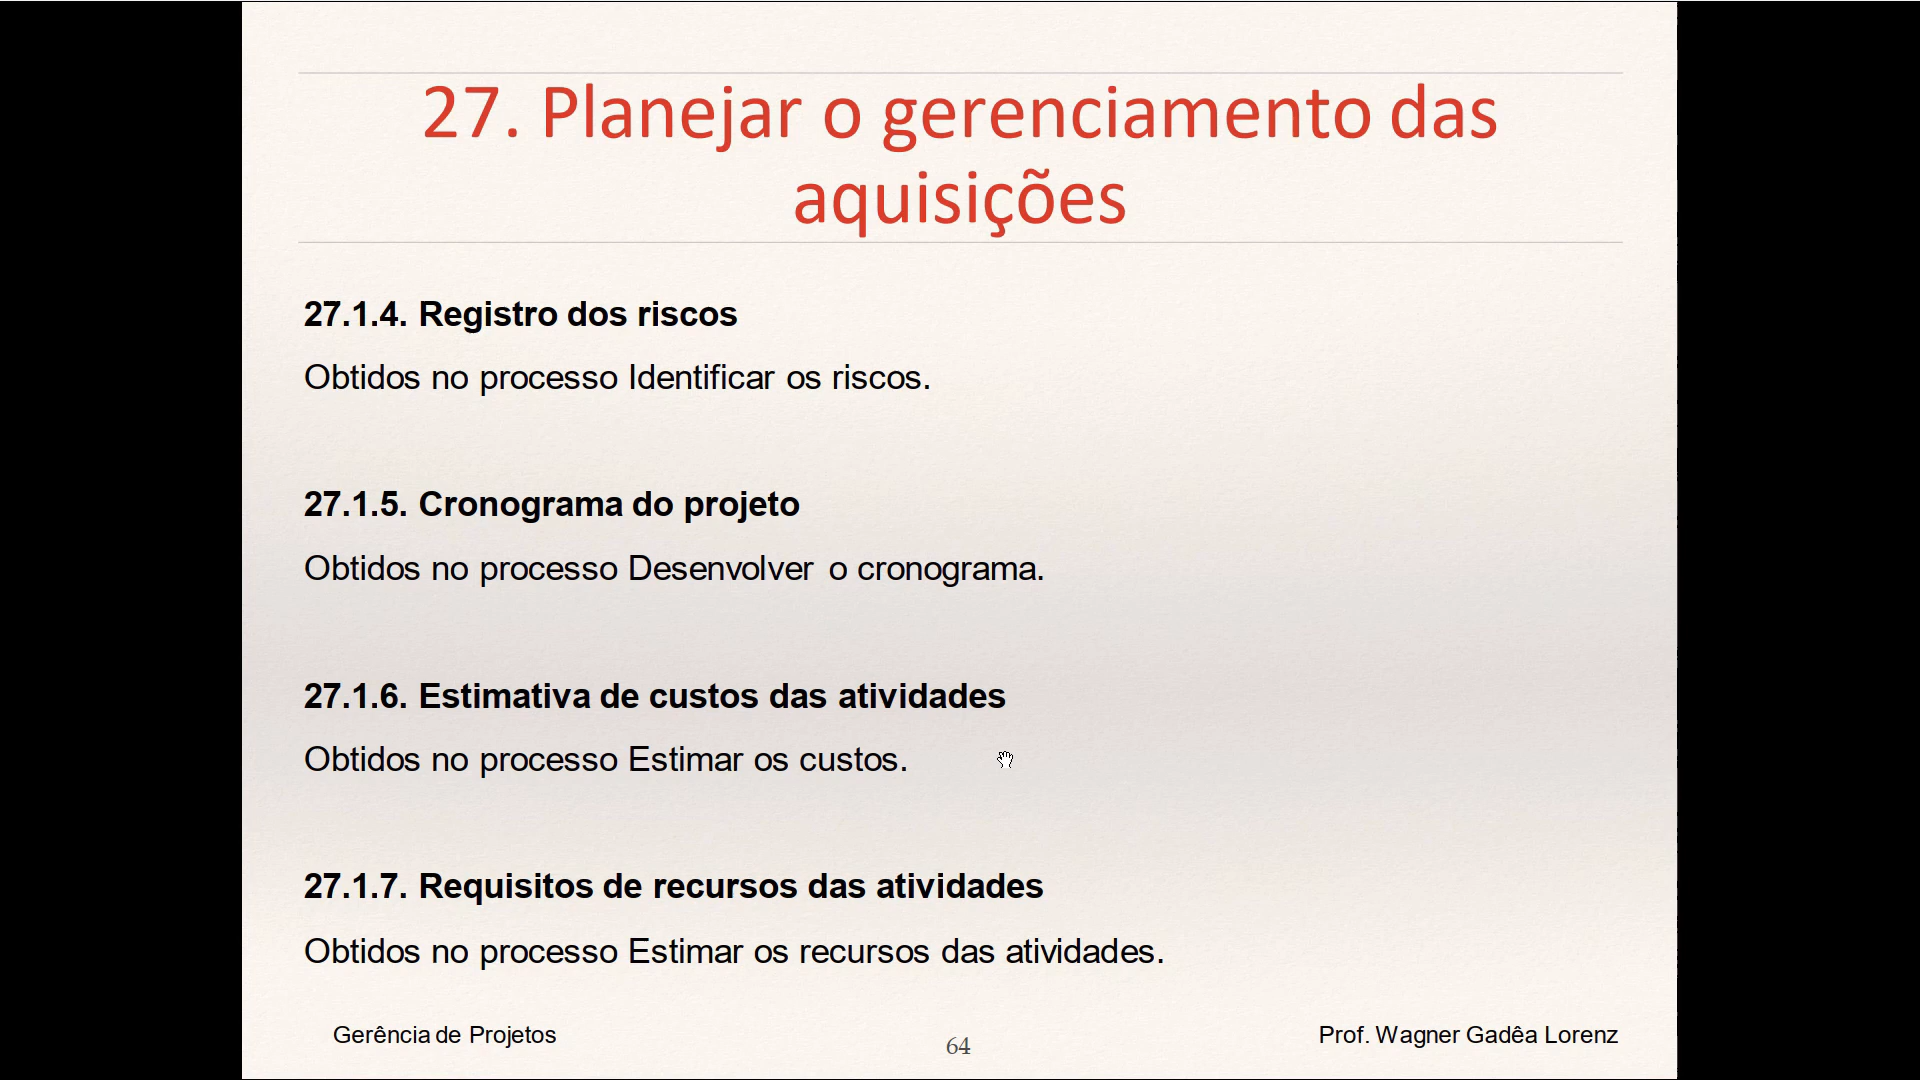 27. Planejar o gerenciamento das
aquisições
27.1.4. Registro dos riscos
Obtidos no processo Identificar os riscos.
27.1.5. Cronograma do projeto
Obtidos no processo Desenvolver o cronograma.
27.1.6. Estimativa de custos das atividades
Obtidos no processo Estimar os custos.
27.1.7. Requisitos de recursos das atividades
Obtidos no processo Estimar os recursos das atividades.
Gerência de Projetos
64
Prof. Wagner Gadêa Lorenz